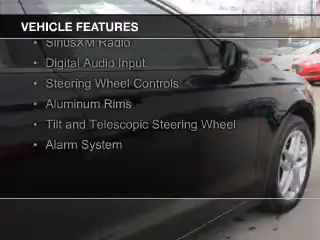 VEHICLE FEATURES
• SiriusXM Radio
• Digital Audio Input
• Steering Wheel Controls
• Aluminum Rims
• Tilt and Telescopic Steering Wheel
• Alarm System